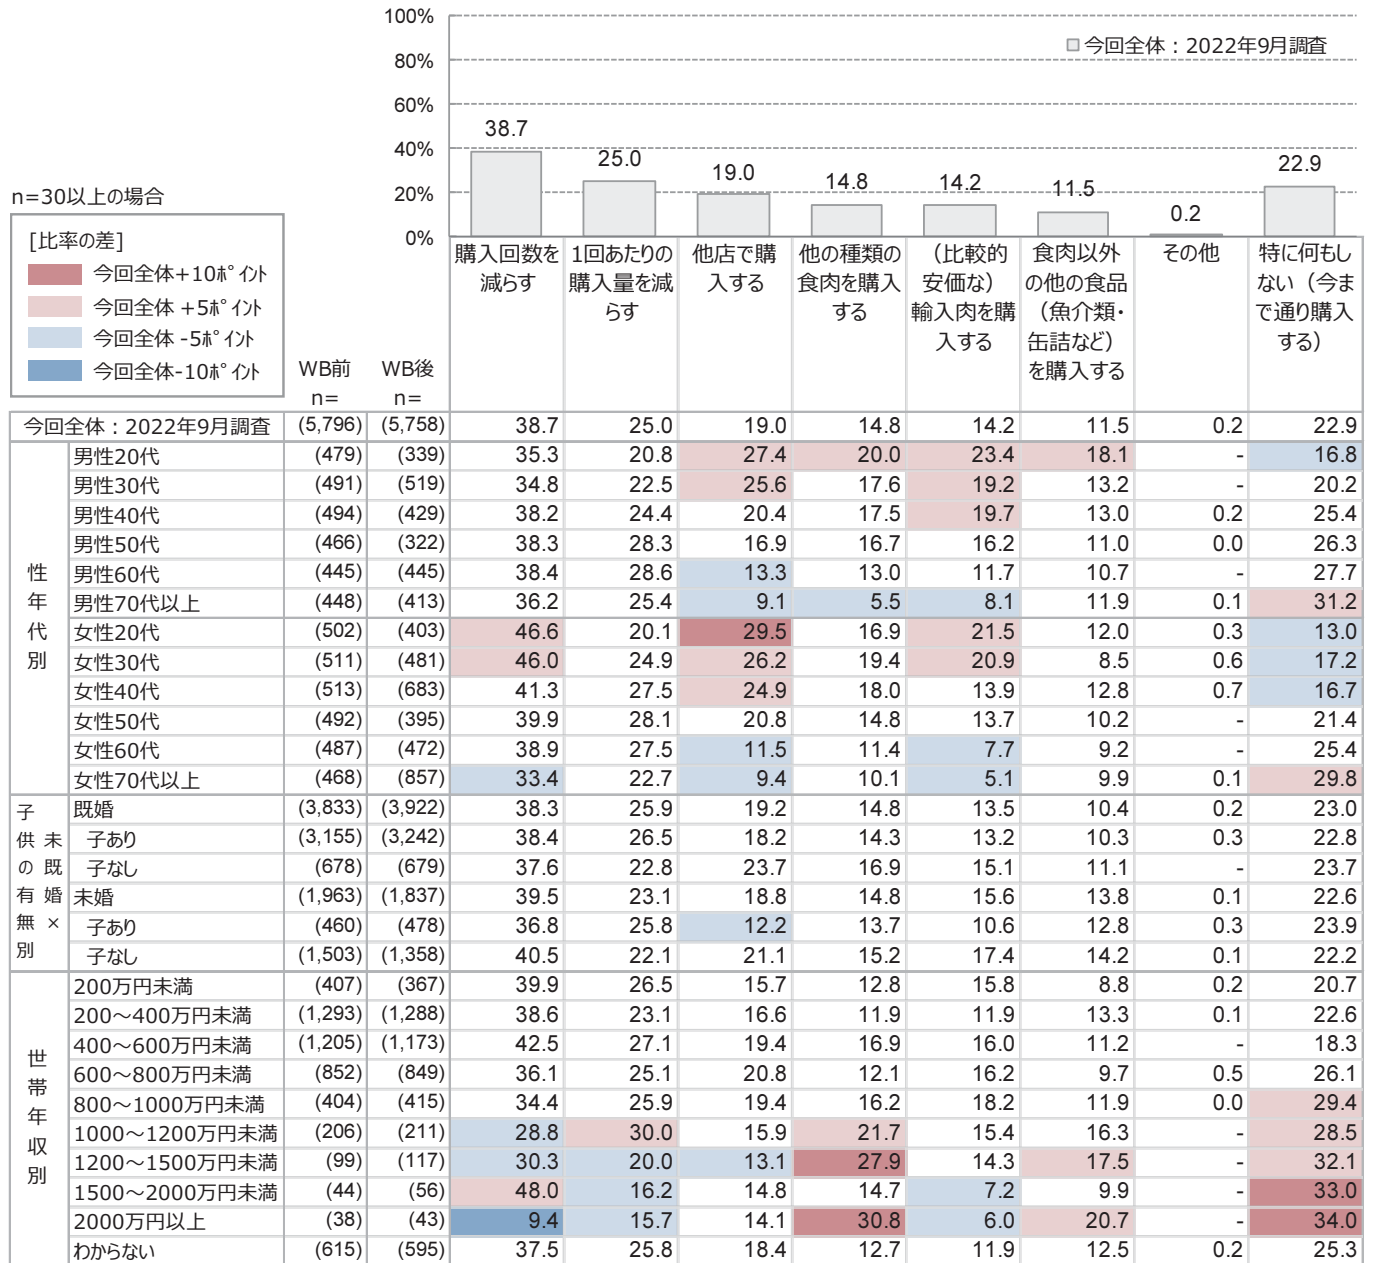 100%
80%
60%
40%
20%
0%
今回全体：2022年9月調査
38.7 25.0 19.0 14.8 14.2 11.5 0.2 22.9
n=30以上の場合
[比率の差]
今回全体+10ﾎﾟｲﾝﾄ
今回全体 +5ﾎﾟｲﾝﾄ
今回全体 -5ﾎﾟｲﾝﾄ
今回全体-10ﾎﾟｲﾝﾄ
WB前
n=
WB後
n=
購入回数を
減らす
1回あたりの
購入量を減
らす
他店で購
入する
他の種類の
食肉を購入
する
（比較的
安価な）
輸入肉を購
入する
食肉以外
の他の食品
（魚介類・
缶詰など）
を購入する
その他
特に何もし
ない（今ま
で通り購入
する）
今回全体：2022年9月調査 (5,796) (5,758) 38.7 25.0 19.0 14.8 14.2 11.5 0.2 22.9
性年代別
男性20代 (479) (339) 35.3 20.8 27.4 20.0 23.4 18.1 - 16.8
男性30代 (491) (519) 34.8 22.5 25.6 17.6 19.2 13.2 - 20.2
男性40代 (494) (429) 38.2 24.4 20.4 17.5 19.7 13.0 0.2 25.4
男性50代 (466) (322) 38.3 28.3 16.9 16.7 16.2 11.0 0.0 26.3
男性60代 (445) (445) 38.4 28.6 13.3 13.0 11.7 10.7 - 27.7
男性70代以上 (448) (413) 36.2 25.4 9.1 5.5 8.1 11.9 0.1 31.2
女性20代 (502) (403) 46.6 20.1 29.5 16.9 21.5 12.0 0.3 13.0
女性30代 (511) (481) 46.0 24.9 26.2 19.4 20.9 8.5 0.6 17.2
女性40代 (513) (683) 41.3 27.5 24.9 18.0 13.9 12.8 0.7 16.7
女性50代 (492) (395) 39.9 28.1 20.8 14.8 13.7 10.2 - 21.4
女性60代 (487) (472) 38.9 27.5 11.5 11.4 7.7 9.2 - 25.4
女性70代以上 (468) (857) 33.4 22.7 9.4 10.1 5.1 9.9 0.1 29.8
未既婚×
子供の有無別
既婚 (3,833) (3,922) 38.3 25.9 19.2 14.8 13.5 10.4 0.2 23.0
子あり (3,155) (3,242) 38.4 26.5 18.2 14.3 13.2 10.3 0.3 22.8
子なし (678) (679) 37.6 22.8 23.7 16.9 15.1 11.1 - 23.7
未婚 (1,963) (1,837) 39.5 23.1 18.8 14.8 15.6 13.8 0.1 22.6
子あり (460) (478) 36.8 25.8 12.2 13.7 10.6 12.8 0.3 23.9
子なし (1,503) (1,358) 40.5 22.1 21.1 15.2 17.4 14.2 0.1 22.2
世帯年収別
200万円未満 (407) (367) 39.9 26.5 15.7 12.8 15.8 8.8 0.2 20.7
200～400万円未満 (1,293) (1,288) 38.6 23.1 16.6 11.9 11.9 13.3 0.1 22.6
400～600万円未満 (1,205) (1,173) 42.5 27.1 19.4 16.9 16.0 11.2 - 18.3
600～800万円未満 (852) (849) 36.1 25.1 20.8 12.1 16.2 9.7 0.5 26.1
800～1000万円未満 (404) (415) 34.4 25.9 19.4 16.2 18.2 11.9 0.0 29.4
1000～1200万円未満 (206) (211) 28.8 30.0 15.9 21.7 15.4 16.3 - 28.5
1200～1500万円未満 (99) (117) 30.3 20.0 13.1 27.9 14.3 17.5 - 32.1
1500～2000万円未満 (44) (56) 48.0 16.2 14.8 14.7 7.2 9.9 - 33.0
2000万円以上 (38) (43) 9.4 15.7 14.1 30.8 6.0 20.7 - 34.0
わからない (615) (595) 37.5 25.8 18.4 12.7 11.9 12.5 0.2 25.3